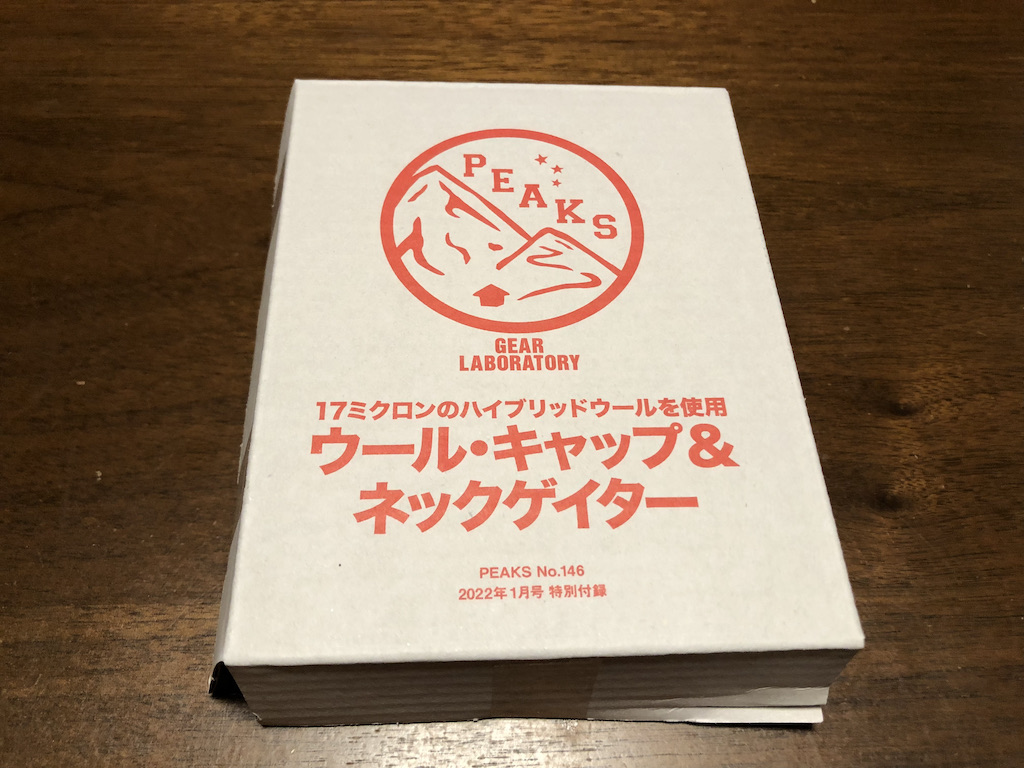 PEAKS
GEAR
LABORATORY
17ミクロンのハイブリッドウールを使用
ウール・キャップ&
ネックゲイター
PEAKS No.146
2022年1月号 特別付録